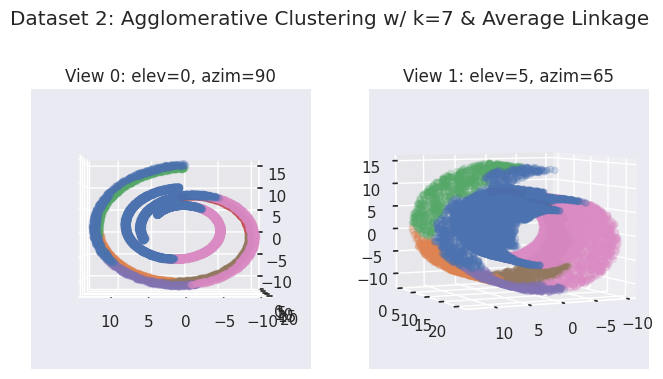 Dataset 2: Agglomerative Clustering w/ k=7 & Average Linkage
View 0: elev=0, azim=90
View 1: elev=5, azim=65
15
10
5
0
−5
−10
10 5 0 −5 −10
20
15
10
5
0
−5
−10
0 5 10 15 20
10 5 0 −5 −10